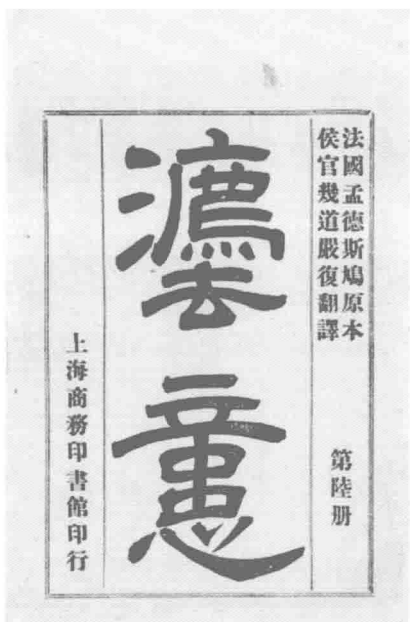 法國孟德斯鳩原本
侯官幾道嚴復翻譯
第陸册
灋意
上海商務印書館印行